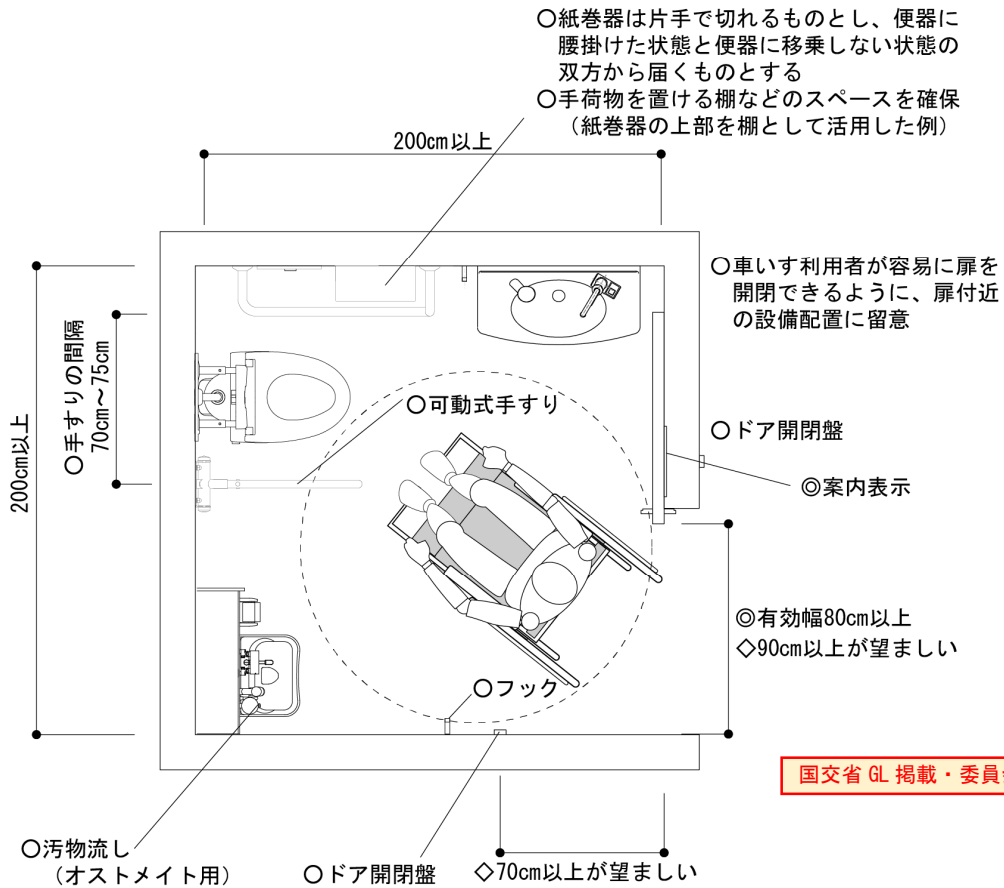 ○紙巻器は片手で切れるものとし、便器に
腰掛けた状態と便器に移乗しない状態の
双方から届くものとする
○手荷物を置ける棚などのスペースを確保
(紙巻器の上部を棚として活用した例)
200cm以上
○車いす利用者が容易に扉を
開閉できるように、扉付近
の設備配置に留意
200cm以上
○手すりの間隔
70cm～75cm
○可動式手すり
○ドア開閉盤
◎案内表示
◎有効幅80cm以上
◇90cm以上が望ましい
○フック
国交省 GL 掲載・委員
○汚物流し
(オストメイト用)
○ドア開閉盤
◇70cm以上が望ましい